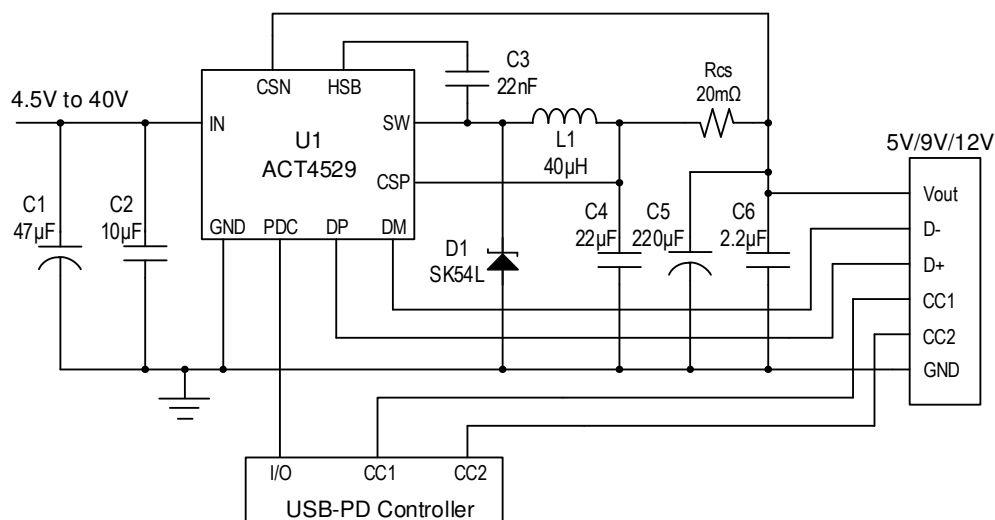 C3
22nF
Rcs
20mΩ
CSN
HSB
4.5V to 40V
IN
SW
U1
ACT4529
L1
40µH
5V/9V/12V
CSP
Vout
C1
47µF
C2
10µF
GND
PDC
DP
DM
C4
22µF
C5
220µF
C6
2.2µF
D-
D1
SK54L
D+
CC1
CC2
GND
I/O
CC1
CC2
USB-PD Controller